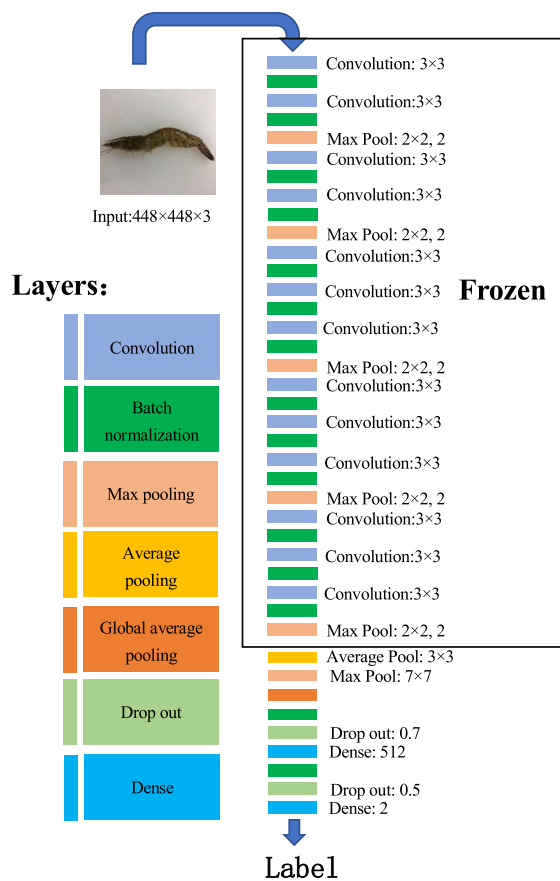 Input:448×448×3
Layers：
Convolution
Batch
normalization
Max pooling
Average
pooling
Global average
pooling
Drop out
Dense
Convolution: 3×3
Convolution:3×3
Max Pool: 2×2, 2
Convolution: 3×3
Convolution:3×3
Max Pool: 2×2, 2
Convolution:3×3
Convolution:3×3
Convolution:3×3
Max Pool: 2×2, 2
Convolution:3×3
Convolution:3×3
Convolution:3×3
Max Pool: 2×2, 2
Convolution:3×3
Convolution:3×3
Convolution:3×3
Max Pool: 2×2, 2
Frozen
Average Pool: 3×3
Max Pool: 7×7
Drop out: 0.7
Dense: 512
Drop out: 0.5
Dense: 2
Label